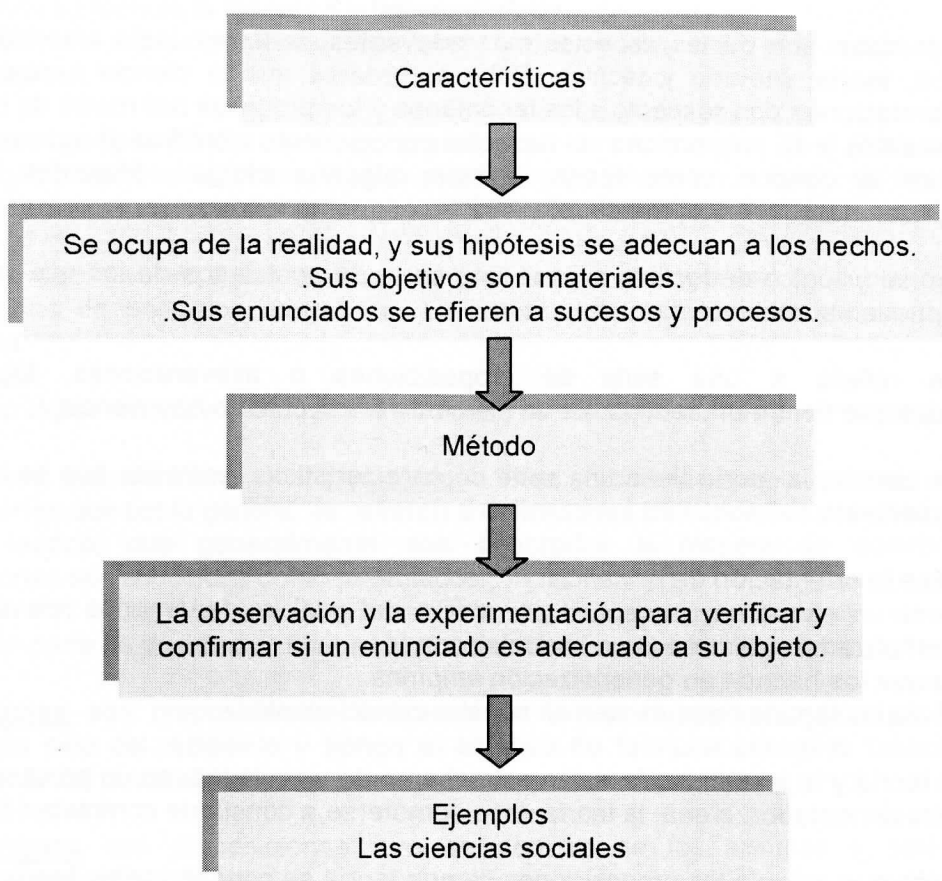 Características
Se ocupa de la realidad, y sus hipótesis se adecuan a los hechos.
.Sus objetivos son materiales.
.Sus enunciados se refieren a sucesos y procesos.
Método
La observación y la experimentación para verificar y
confirmar si un enunciado es adecuado a su objeto.
Ejemplos
Las ciencias sociales